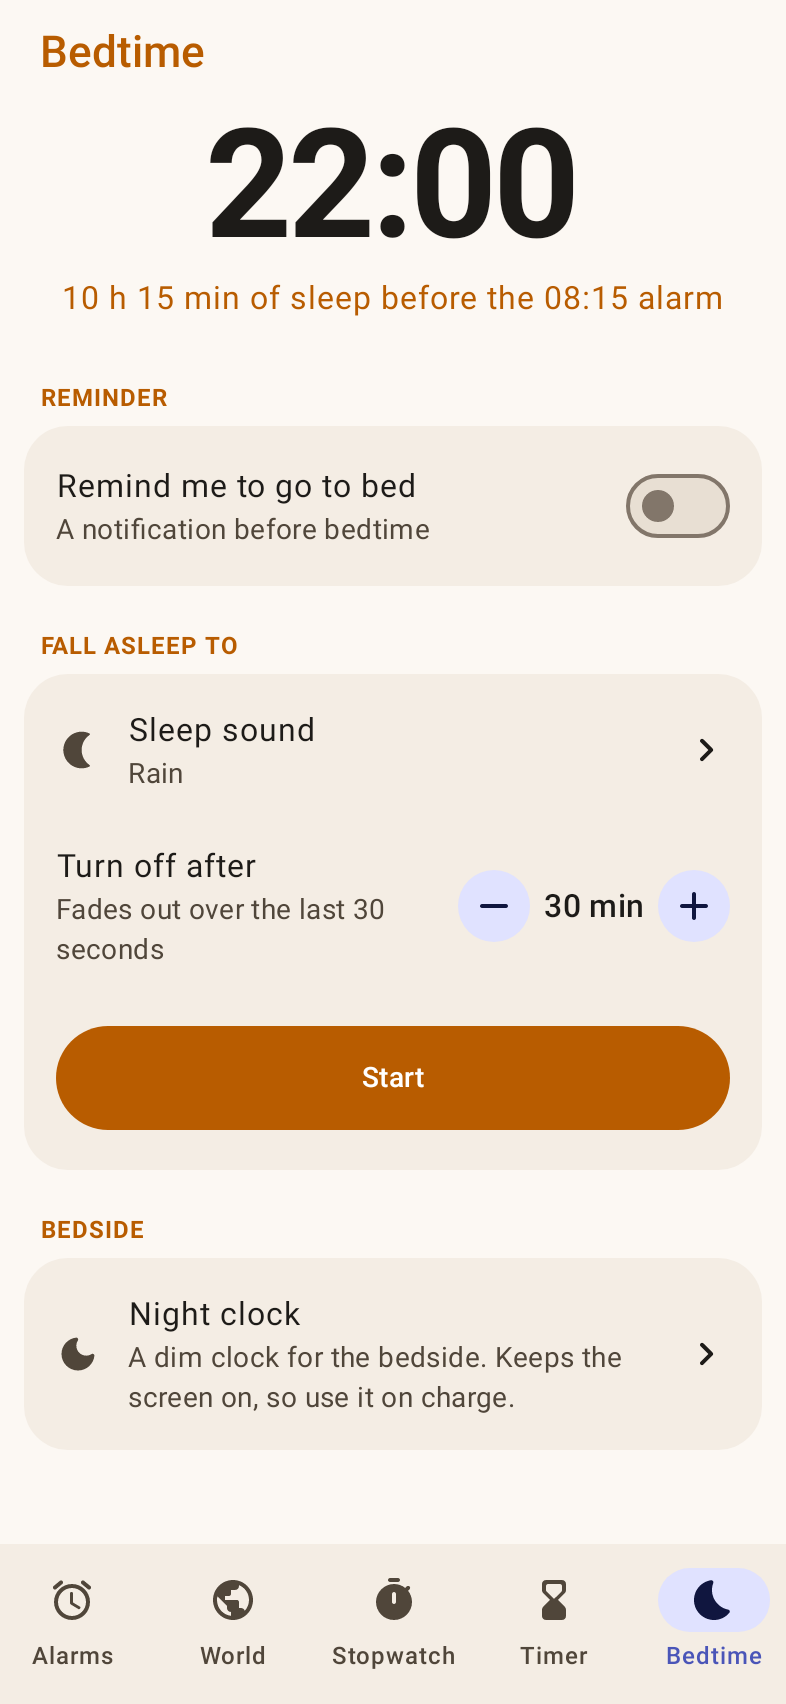 Bedtime
22:00
10 h 15 min of sleep before the 08:15 alarm
REMINDER
Remind me to go to bed
A notification before bedtime
FALL ASLEEP TO
Sleep sound
Rain
Turn off after
Fades out over the last 30
seconds
30 min
Start
BEDSIDE
Night clock
A dim clock for the bedside. Keeps the
screen on, so use it on charge.
Alarms
World
Stopwatch
Timer
Bedtime